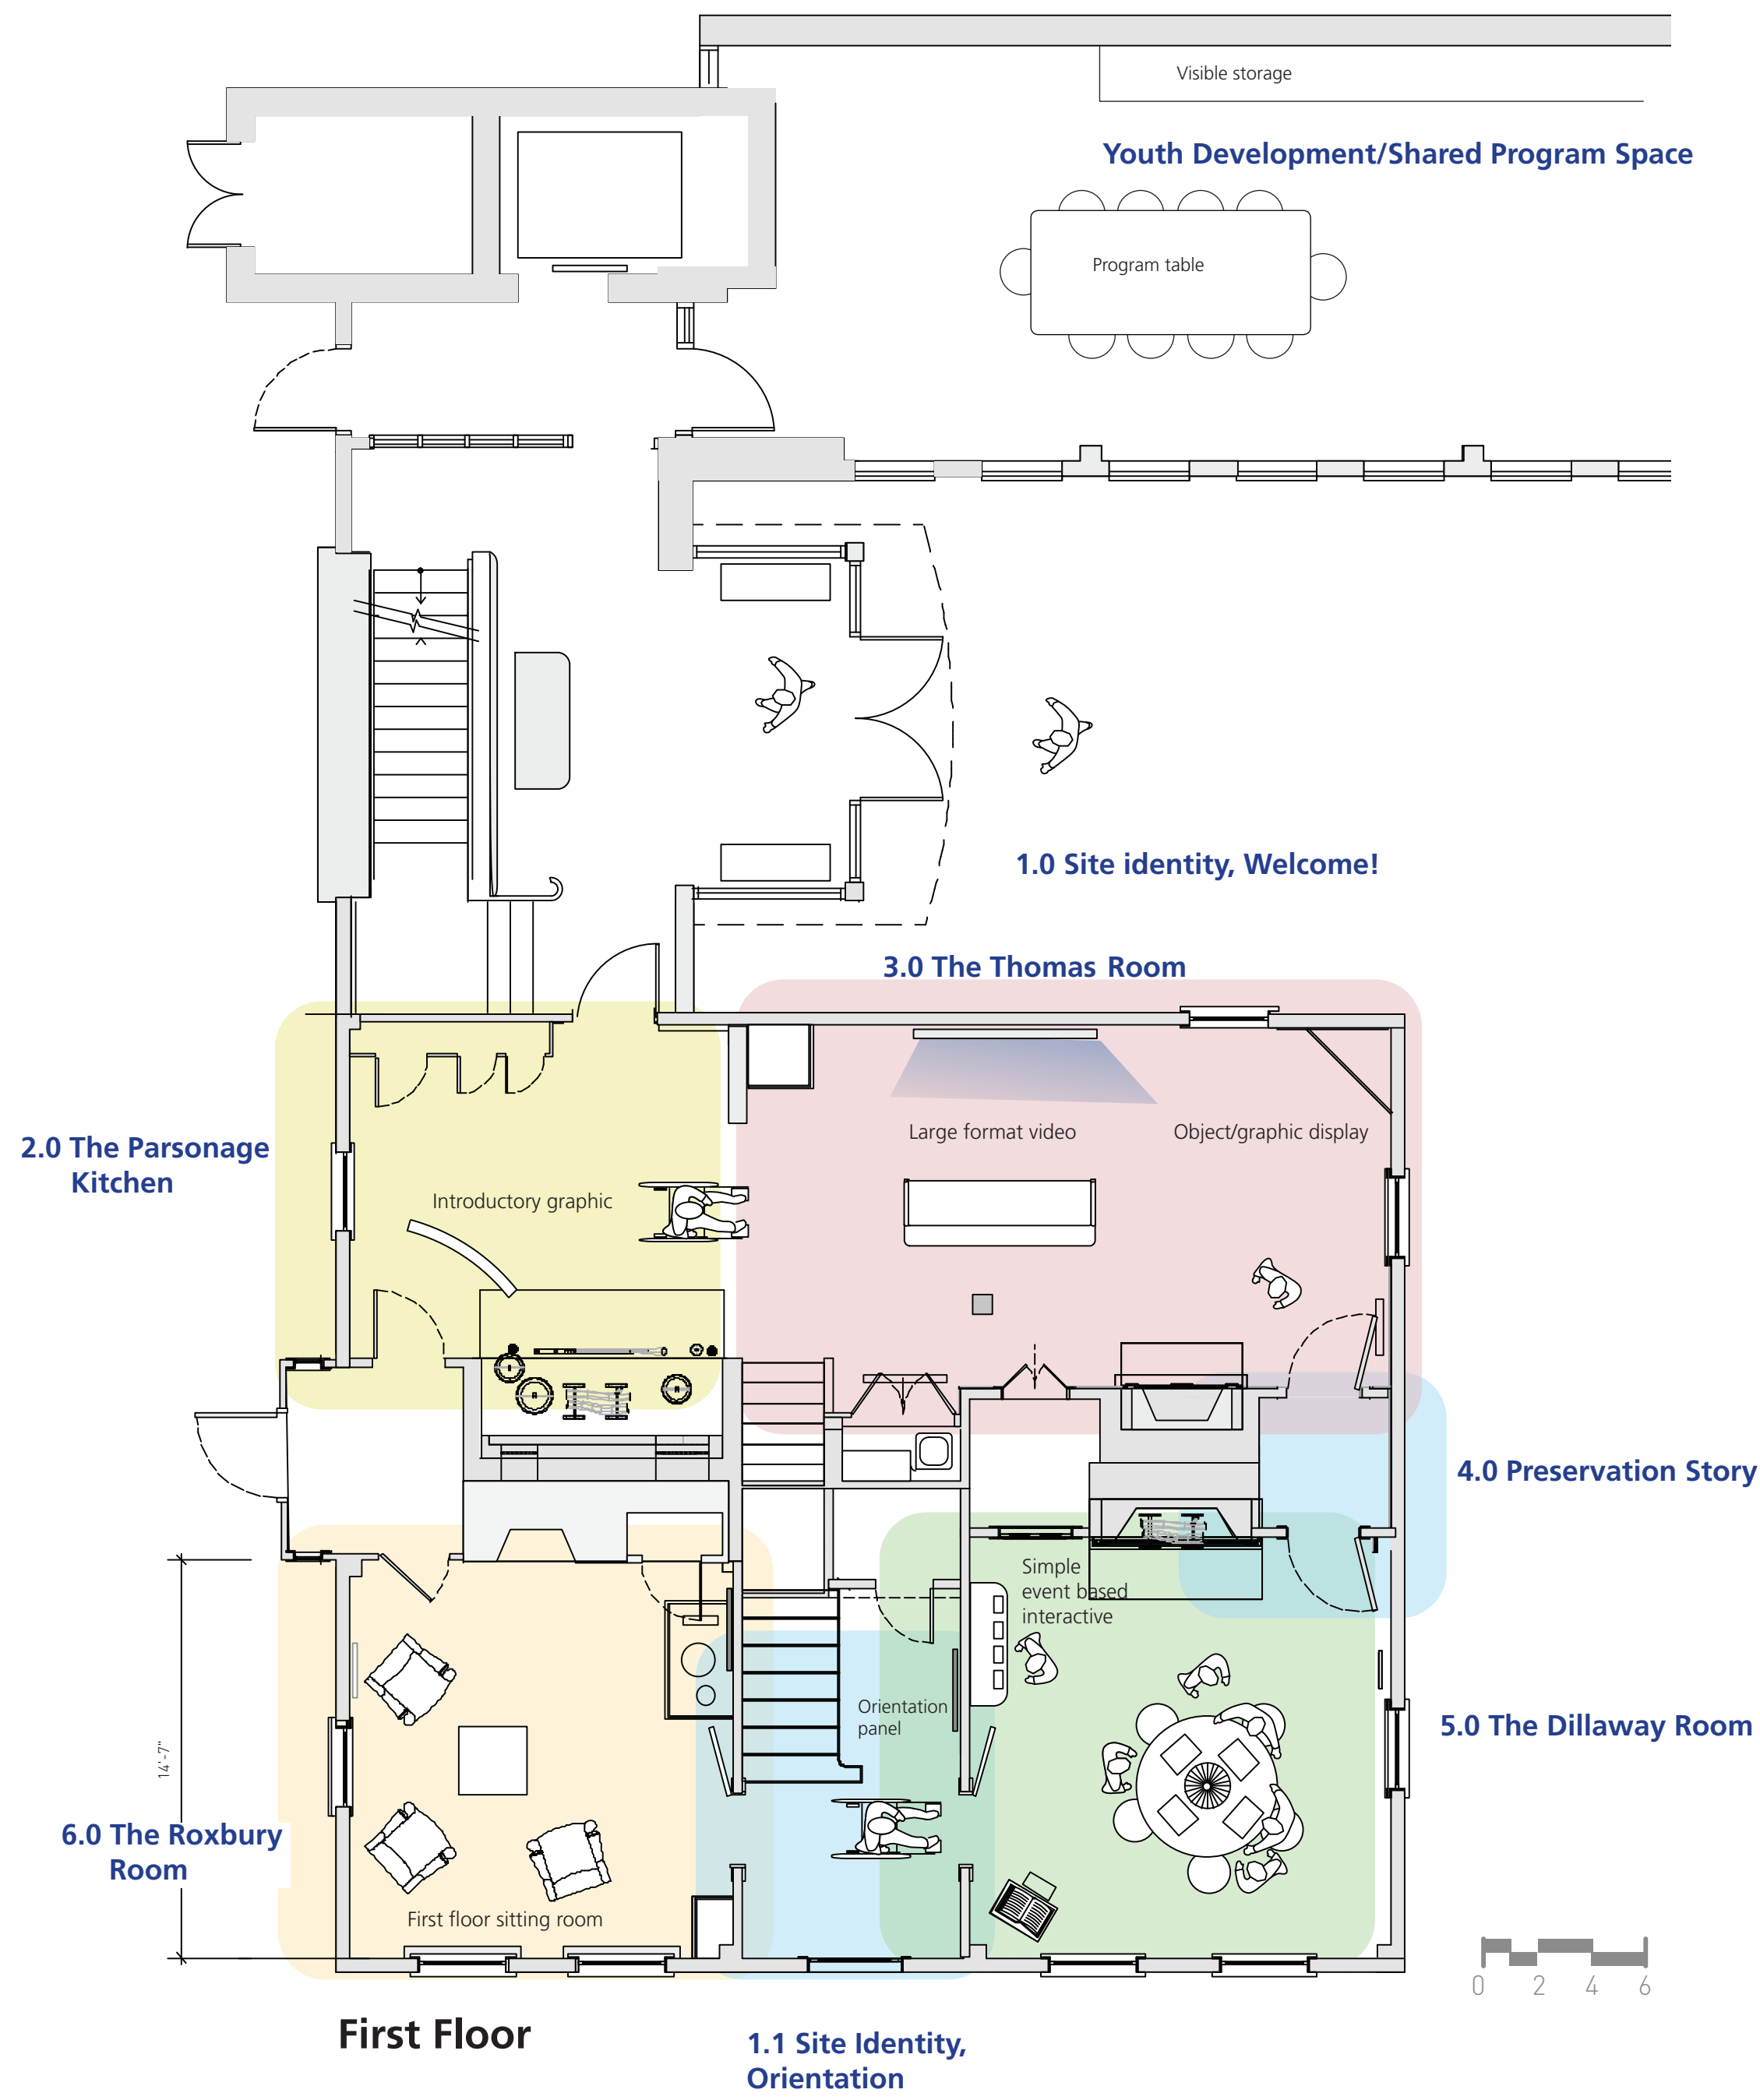 Visible storage
Youth Development/Shared Program Space
Program table
1.0 Site identity, Welcome!
3.0 The Thomas Room
Large format video
Object/graphic display
2.0 The Parsonage
Kitchen
Introductory graphic
4.0 Preservation Story
Simple
event based
interactive
Orientation
panel
5.0 The Dillaway Room
14'-7"
6.0 The Roxbury
Room
First floor sitting room
0 2 4 6
First Floor
1.1 Site Identity,
Orientation